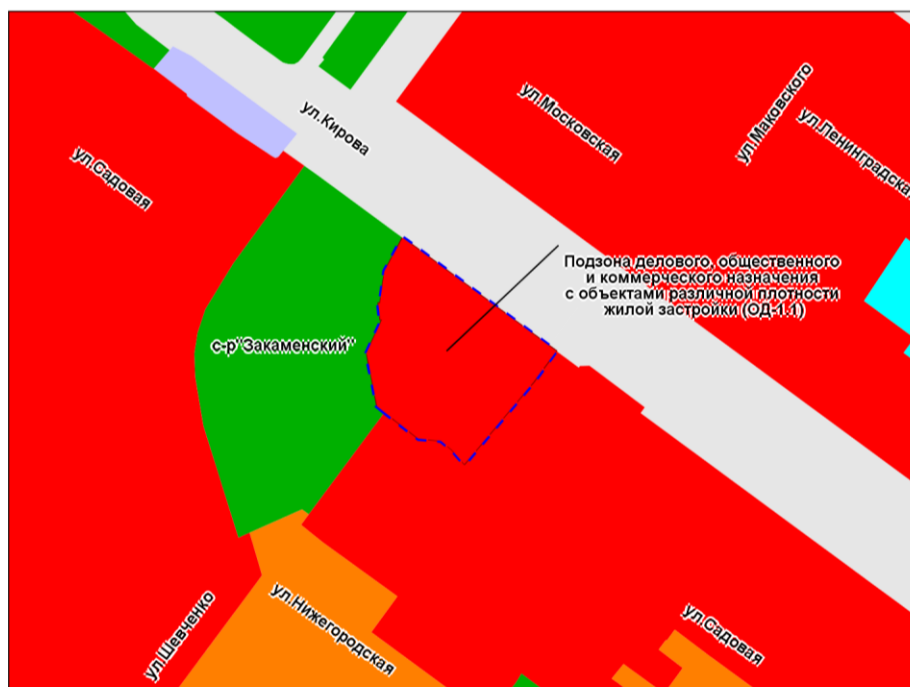 ул.Московская
ул.Маковского
ул.Ленинградска
ул.Кирова
ул.Садовая
Подзона делового, общественного
и коммерческого назначения
с объектами различной плотности
жилой застройки (ОД-1.1)
с-р"Закаменский"
ул.Шевченко
ул.Нижегородская
ул.Садовая